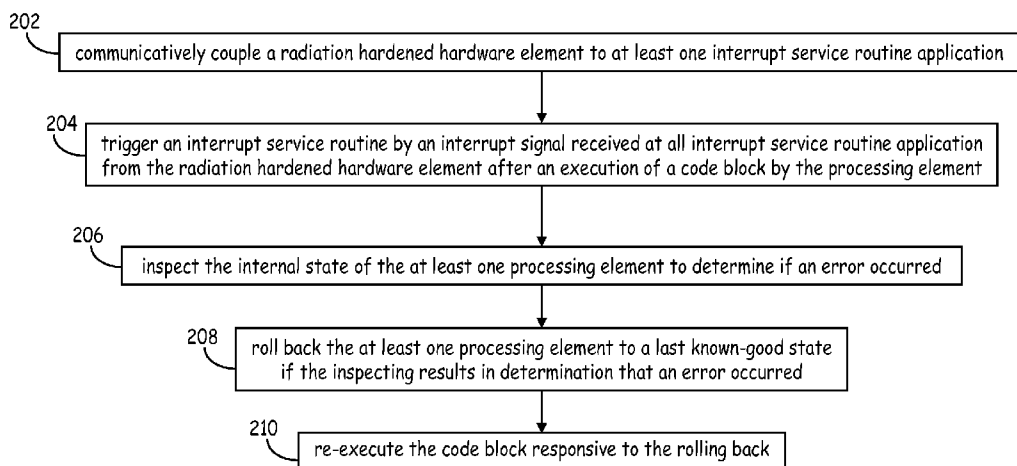 202
communicatively couple a radiation hardened hardware element to at least one interrupt service routine application
204
trigger an interrupt service routine by an interrupt signal received at all interrupt service routine application
from the radiation hardened hardware element after an execution of a code block by the processing element
206
inspect the internal state of the at least one processing element to determine if an error occurred
208
roll back the at least one processing element to a last known-good state
if the inspecting results in determination that an error occurred
210
re-execute the code block responsive to the rolling back